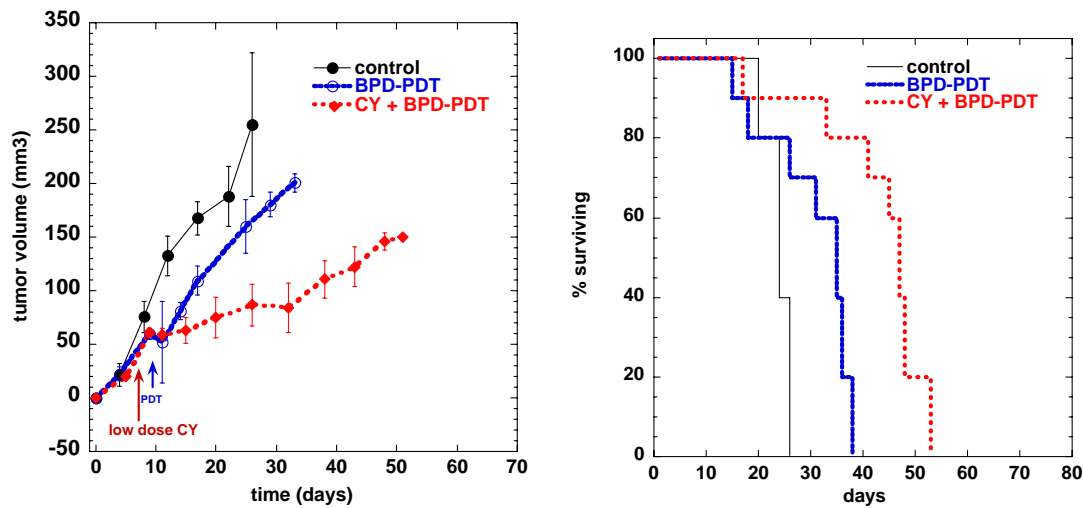 350
300
250
200
150
100
50
0
-50
tumor volume (mm3)
control
BPD-PDT
CY + BPD-PDT
PDT
low dose CY
0 10 20 30 40 50 60 70
time (days)
100
80
60
40
20
0
% surviving
control
BPD-PDT
CY + BPD-PDT
0 10 20 30 40 50 60 70 80
days